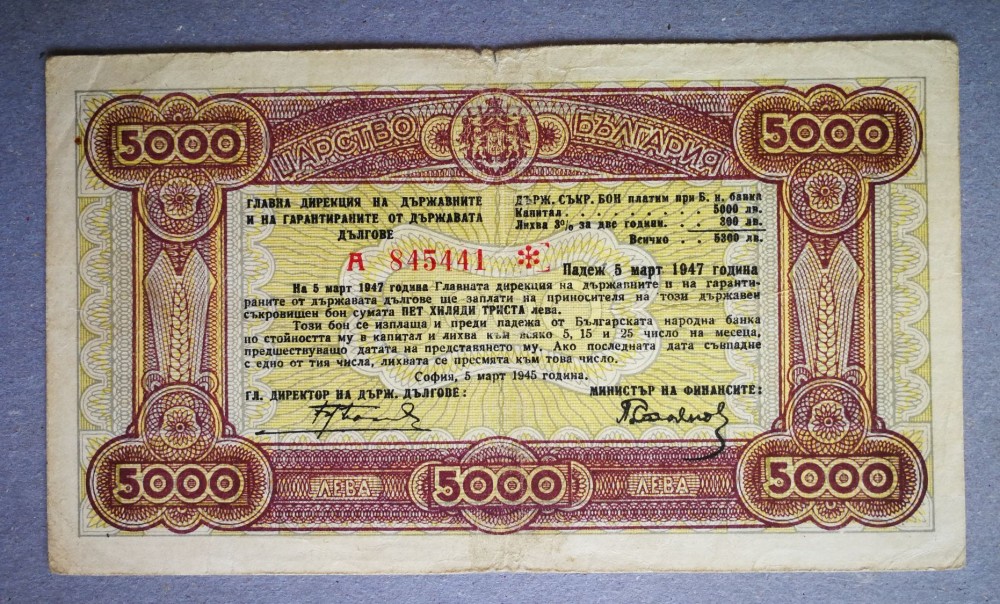 ЦАРСТВО БЪЛГАРИЯ
5000 5000
ГЛАВНА ДИРЕКЦИЯ НА ДЪРЖАВНИТЕ
И НА ГАРАНТИРАНИТЕ ОТ ДЪРЖАВАТА
ДЪЛГОВЕ
ДЪРЖ. СЪКР. БОН платим при Б. н. банка
Капитал . . . . . . . . . 5000 лв.
Лихва 3% за две години. . . . 300 лв.
Всичко . . 5300 лв.
А 845441
Падеж 5 март 1947 година
На 5 март 1947 година Главната дирекция на държавните и на гаранти-
раните от държавата дългове ще заплати на приносителя на този държавен
съкровищен бон сумата ПЕТ ХИЛЯДИ ТРИСТА лева.
Този бон се изплаща и преди падежа от Българската народна банка
по стойността му в капитал и лихва към всяко 5, 15 и 25 число на месеца,
предшествуващо датата на представянето му. Ако последната дата съвпадне
с едно от тия числа, лихвата се пресмята към това число.
София, 5 март 1945 година.
ГЛ. ДИРЕКТОР НА ДЪРЖ. ДЪЛГОВЕ:
МИНИСТЪР НА ФИНАНСИТЕ:
5000 ЛЕВА 5000 ЛЕВА 5000